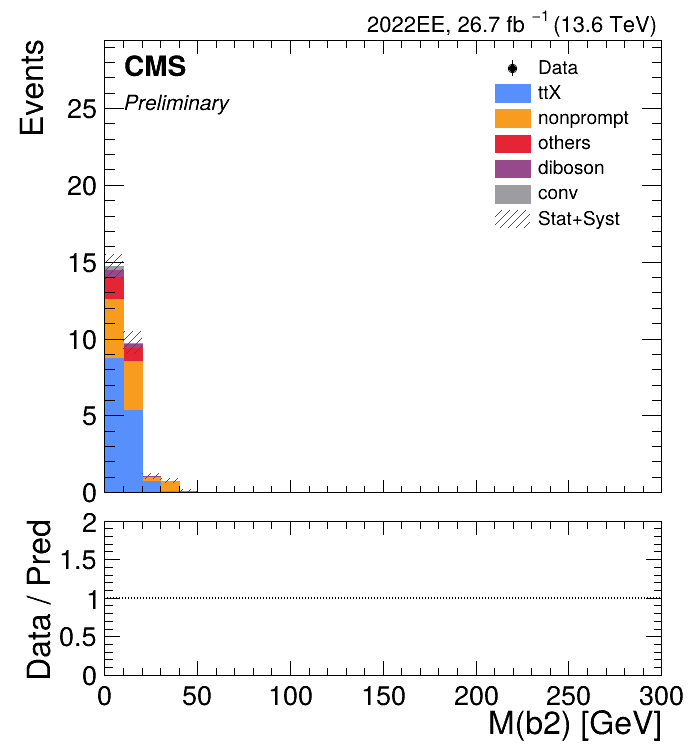 2022EE, 26.7 fb⁻¹ (13.6 TeV)
CMS
Preliminary
Events
25
20
15
10
5
0
Data
ttX
nonprompt
others
diboson
conv
Stat+Syst
Data / Pred
2
1.5
1
0.5
0
0 50 100 150 200 250 300
M(b2) [GeV]